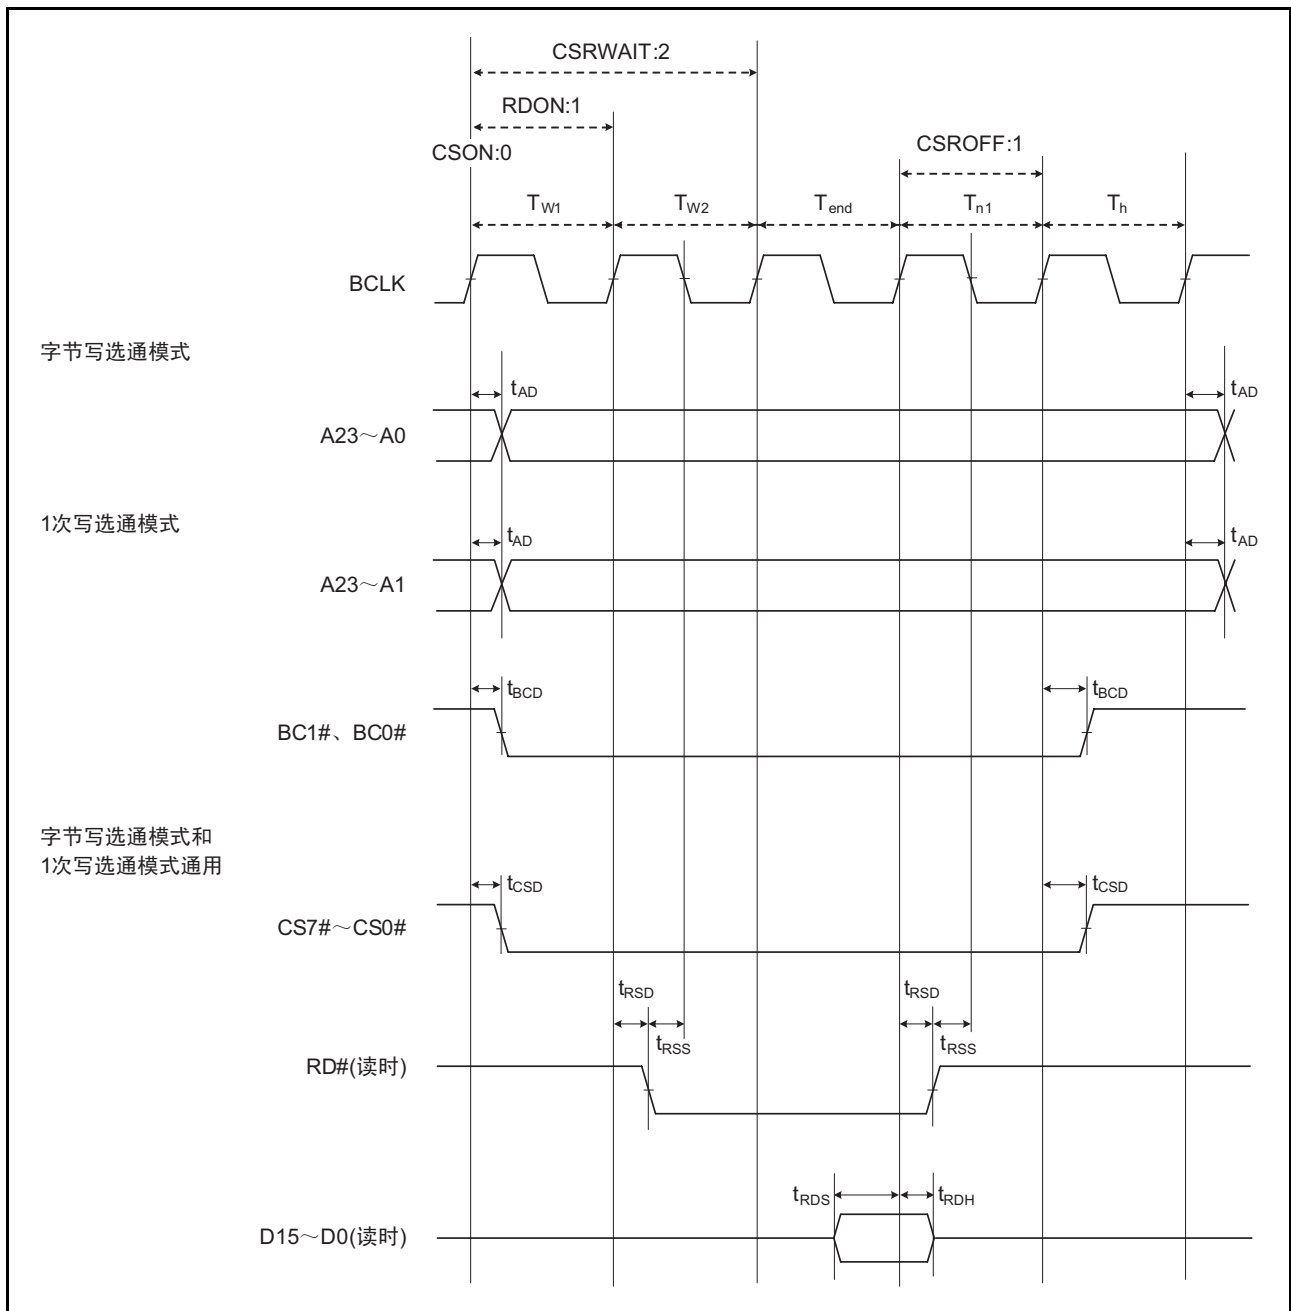 CSRWAIT:2
RDON:1
CSON:0
CSROFF:1
TW1 TW2 Tend Tn1 Th
BCLK
字节写选通模式
tAD tAD
A23～A0
1次写选通模式
tAD tAD
A23～A1
tBCD tBCD
BC1#、BC0#
字节写选通模式和
1次写选通模式通用
tCSD tCSD
CS7#～CS0#
tRSD tRSD
tRSS tRSS
RD#(读时)
tRDS tRDH
D15～D0(读时)